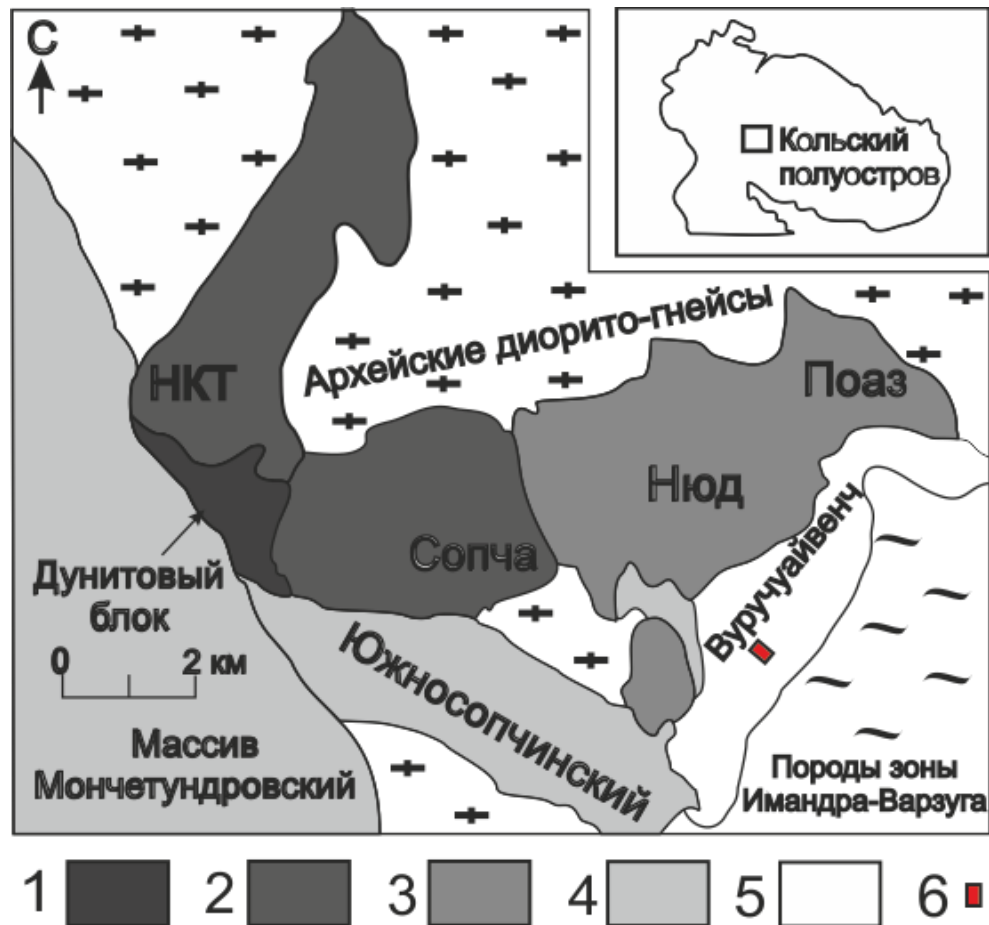 С
Кольский
полуостров
Архейские диорито-гнейсы
НКТ
Поаз
Нюд
Сопча
Вуручуайвенч
Дунитовый
блок
0 2 км
Южносопчинский
Массив
Мончетундровский
Породы зоны
Имандра-Варзуга
1 2 3 4 5 6